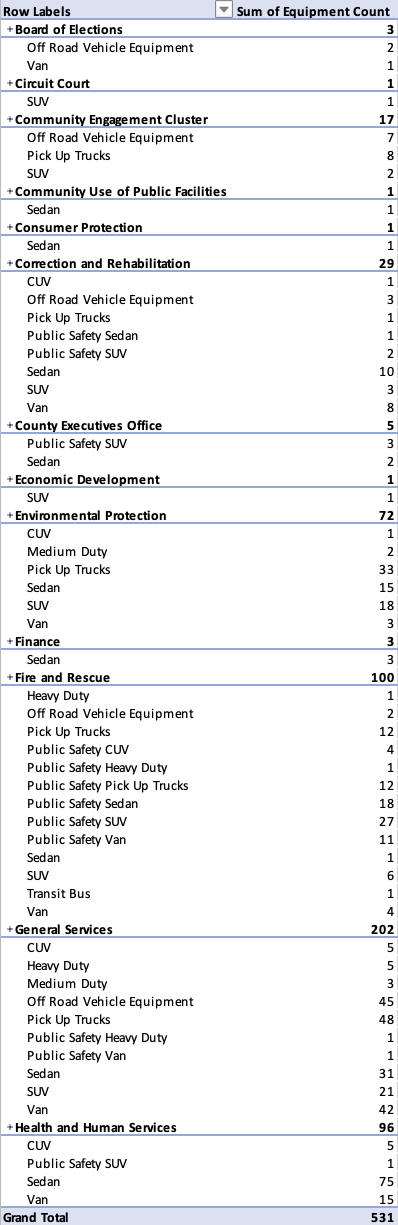 Row Labels Sum of Equipment Count
+Board of Elections 3
Off Road Vehicle Equipment 2
Van 1
+Circuit Court 1
SUV 1
+Community Engagement Cluster 17
Off Road Vehicle Equipment 7
Pick Up Trucks 8
SUV 2
+Community Use of Public Facilities 1
Sedan 1
+Consumer Protection 1
Sedan 1
+Correction and Rehabilitation 29
CUV 1
Off Road Vehicle Equipment 3
Pick Up Trucks 1
Public Safety Sedan 1
Public Safety SUV 2
Sedan 10
SUV 3
Van 8
+County Executives Office 5
Public Safety SUV 3
Sedan 2
+Economic Development 1
SUV 1
+Environmental Protection 72
CUV 1
Medium Duty 2
Pick Up Trucks 33
Sedan 15
SUV 18
Van 3
+Finance 3
Sedan 3
+Fire and Rescue 100
Heavy Duty 1
Off Road Vehicle Equipment 2
Pick Up Trucks 12
Public Safety CUV 4
Public Safety Heavy Duty 1
Public Safety Pick Up Trucks 12
Public Safety Sedan 18
Public Safety SUV 27
Public Safety Van 11
Sedan 1
SUV 6
Transit Bus 1
Van 4
+General Services 202
CUV 5
Heavy Duty 5
Medium Duty 3
Off Road Vehicle Equipment 45
Pick Up Trucks 48
Public Safety Heavy Duty 1
Public Safety Van 1
Sedan 31
SUV 21
Van 42
+Health and Human Services 96
CUV 5
Public Safety SUV 1
Sedan 75
Van 15
Grand Total 531